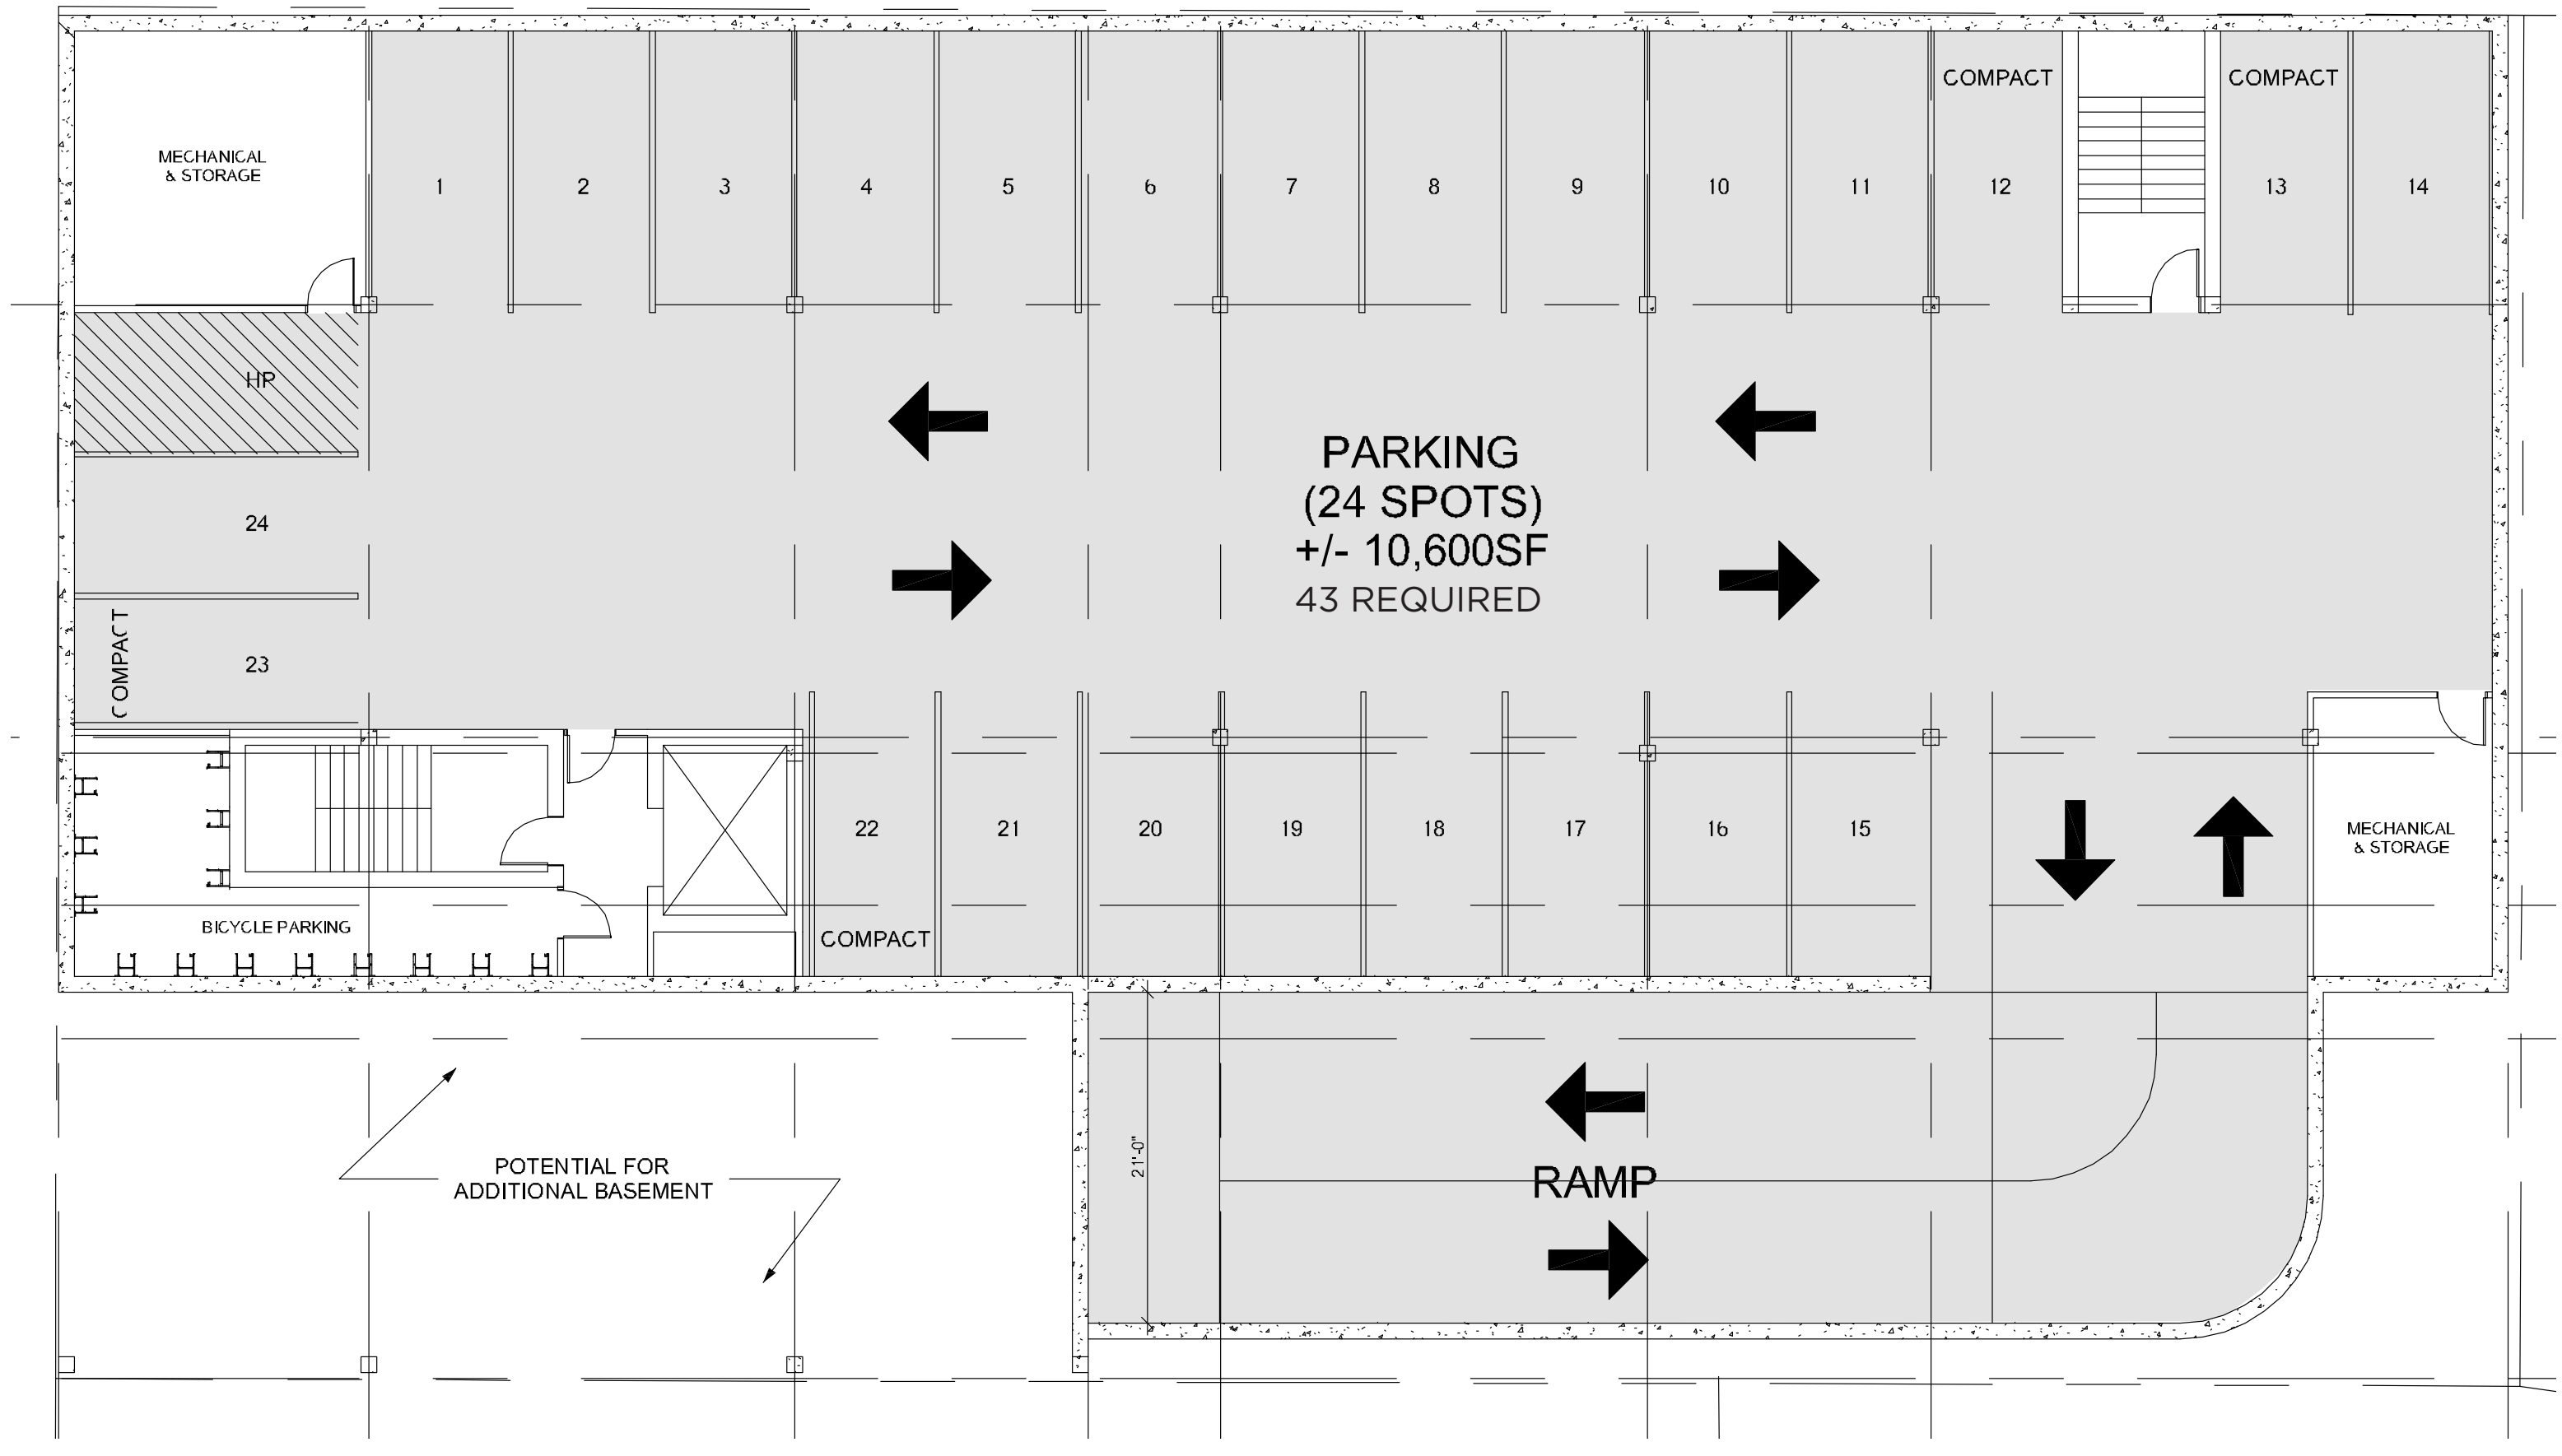 COMPACT
COMPACT
MECHANICAL
& STORAGE
1
2
3
4
5
6
7
8
9
10
11
12
13
14
HP
PARKING
(24 SPOTS)
+/- 10,600SF
43 REQUIRED
24
COMPACT
23
22
21
20
19
18
17
16
15
MECHANICAL
& STORAGE
BICYCLE PARKING
COMPACT
21'-0"
POTENTIAL FOR
ADDITIONAL BASEMENT
RAMP